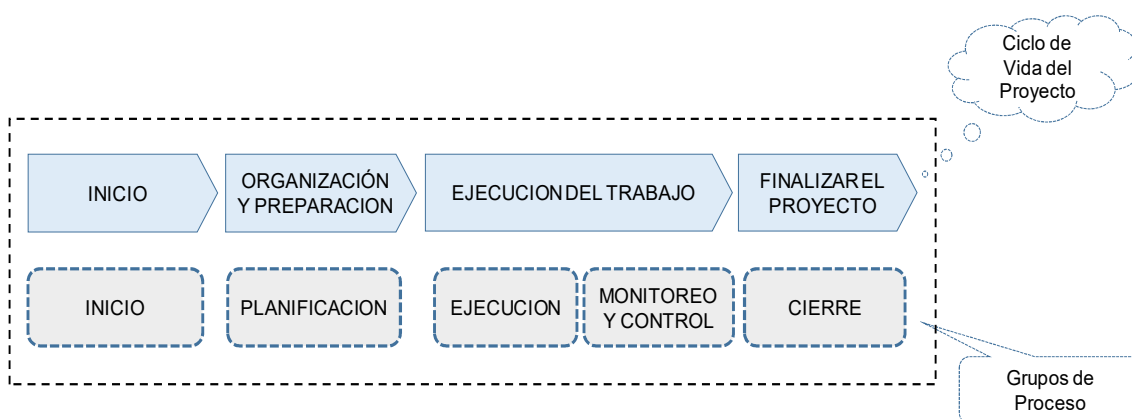 Ciclo de
Vida del
Proyecto
INICIO
ORGANIZACIÓN
Y PREPARACION
EJECUCION DEL TRABAJO
FINALIZAR EL
PROYECTO
INICIO
PLANIFICACION
EJECUCION
MONITOREO
Y CONTROL
CIERRE
Grupos de
Proceso